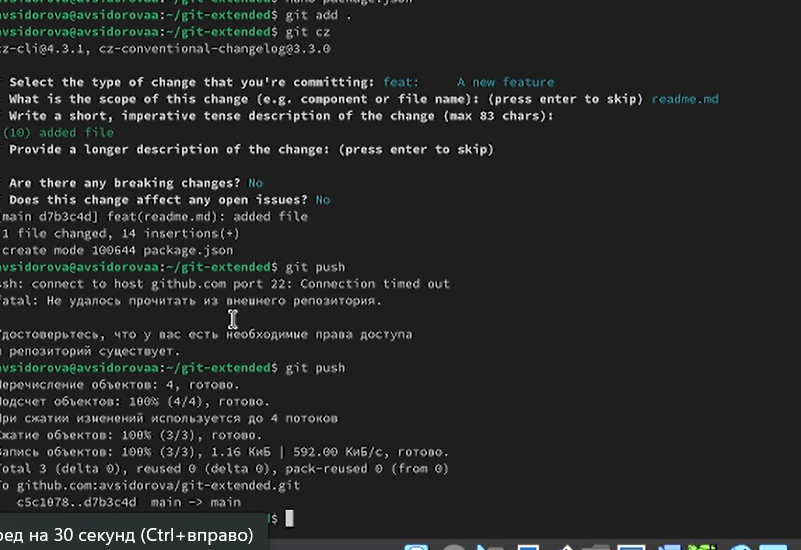 avsidorova@avsidorovaa:~/git-extended$ nano package.json
avsidorova@avsidorovaa:~/git-extended$ git add .
avsidorova@avsidorovaa:~/git-extended$ git cz
cz-cli@4.3.1, cz-conventional-changelog@3.3.0
Select the type of change that you're committing: feat: A new feature
What is the scope of this change (e.g. component or file name): (press enter to skip) readme.md
Write a short, imperative tense description of the change (max 83 chars):
(10) added file
Provide a longer description of the change: (press enter to skip)
Are there any breaking changes? No
Does this change affect any open issues? No
[main d7b3c4d] feat(readme.md): added file
1 file changed, 14 insertions(+)
create mode 100644 package.json
avsidorova@avsidorovaa:~/git-extended$ git push
ssh: connect to host github.com port 22: Connection timed out
fatal: Не удалось прочитать из внешнего репозитория.
Удостоверьтесь, что у вас есть необходимые права доступа
и репозиторий существует.
avsidorova@avsidorovaa:~/git-extended$ git push
Перечисление объектов: 4, готово.
Подсчет объектов: 100% (4/4), готово.
При сжатии изменений используется до 4 потоков
Сжатие объектов: 100% (3/3), готово.
Запись объектов: 100% (3/3), 1.16 КиБ | 592.00 КиБ/с, готово.
Total 3 (delta 0), reused 0 (delta 0), pack-reused 0 (from 0)
To github.com:avsidorova/git-extended.git
c5c1078..d7b3c4d main -> main
$
ред на 30 секунд (Ctrl+вправо)